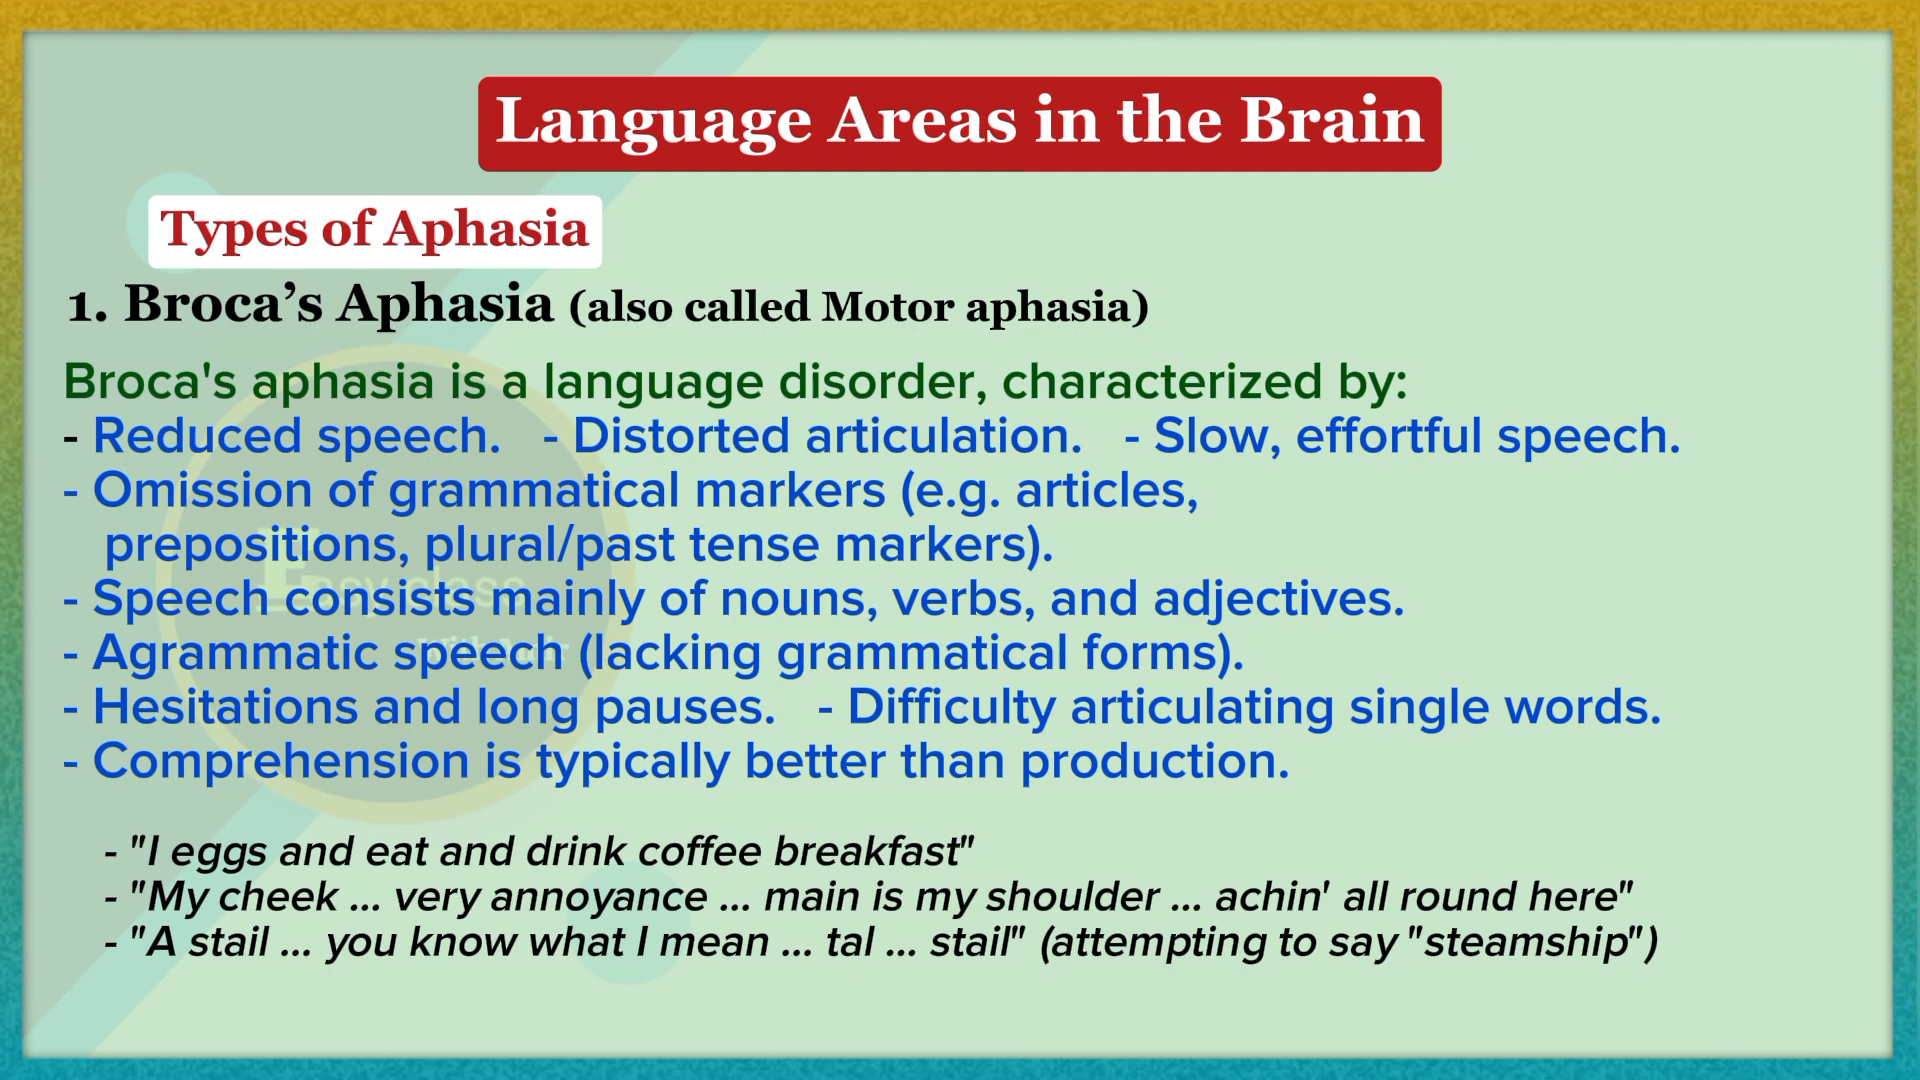 Language Areas in the Brain
Types of Aphasia
1. Broca’s Aphasia (also called Motor aphasia)
Broca's aphasia is a language disorder, characterized by:
- Reduced speech. - Distorted articulation. - Slow, effortful speech.
- Omission of grammatical markers (e.g. articles,
prepositions, plural/past tense markers).
- Speech consists mainly of nouns, verbs, and adjectives.
- Agrammatic speech (lacking grammatical forms).
- Hesitations and long pauses. - Difficulty articulating single words.
- Comprehension is typically better than production.
- "I eggs and eat and drink coffee breakfast"
- "My cheek ... very annoyance ... main is my shoulder ... achin' all round here"
- "A stail ... you know what I mean ... tal ... stail" (attempting to say "steamship")
Easy class